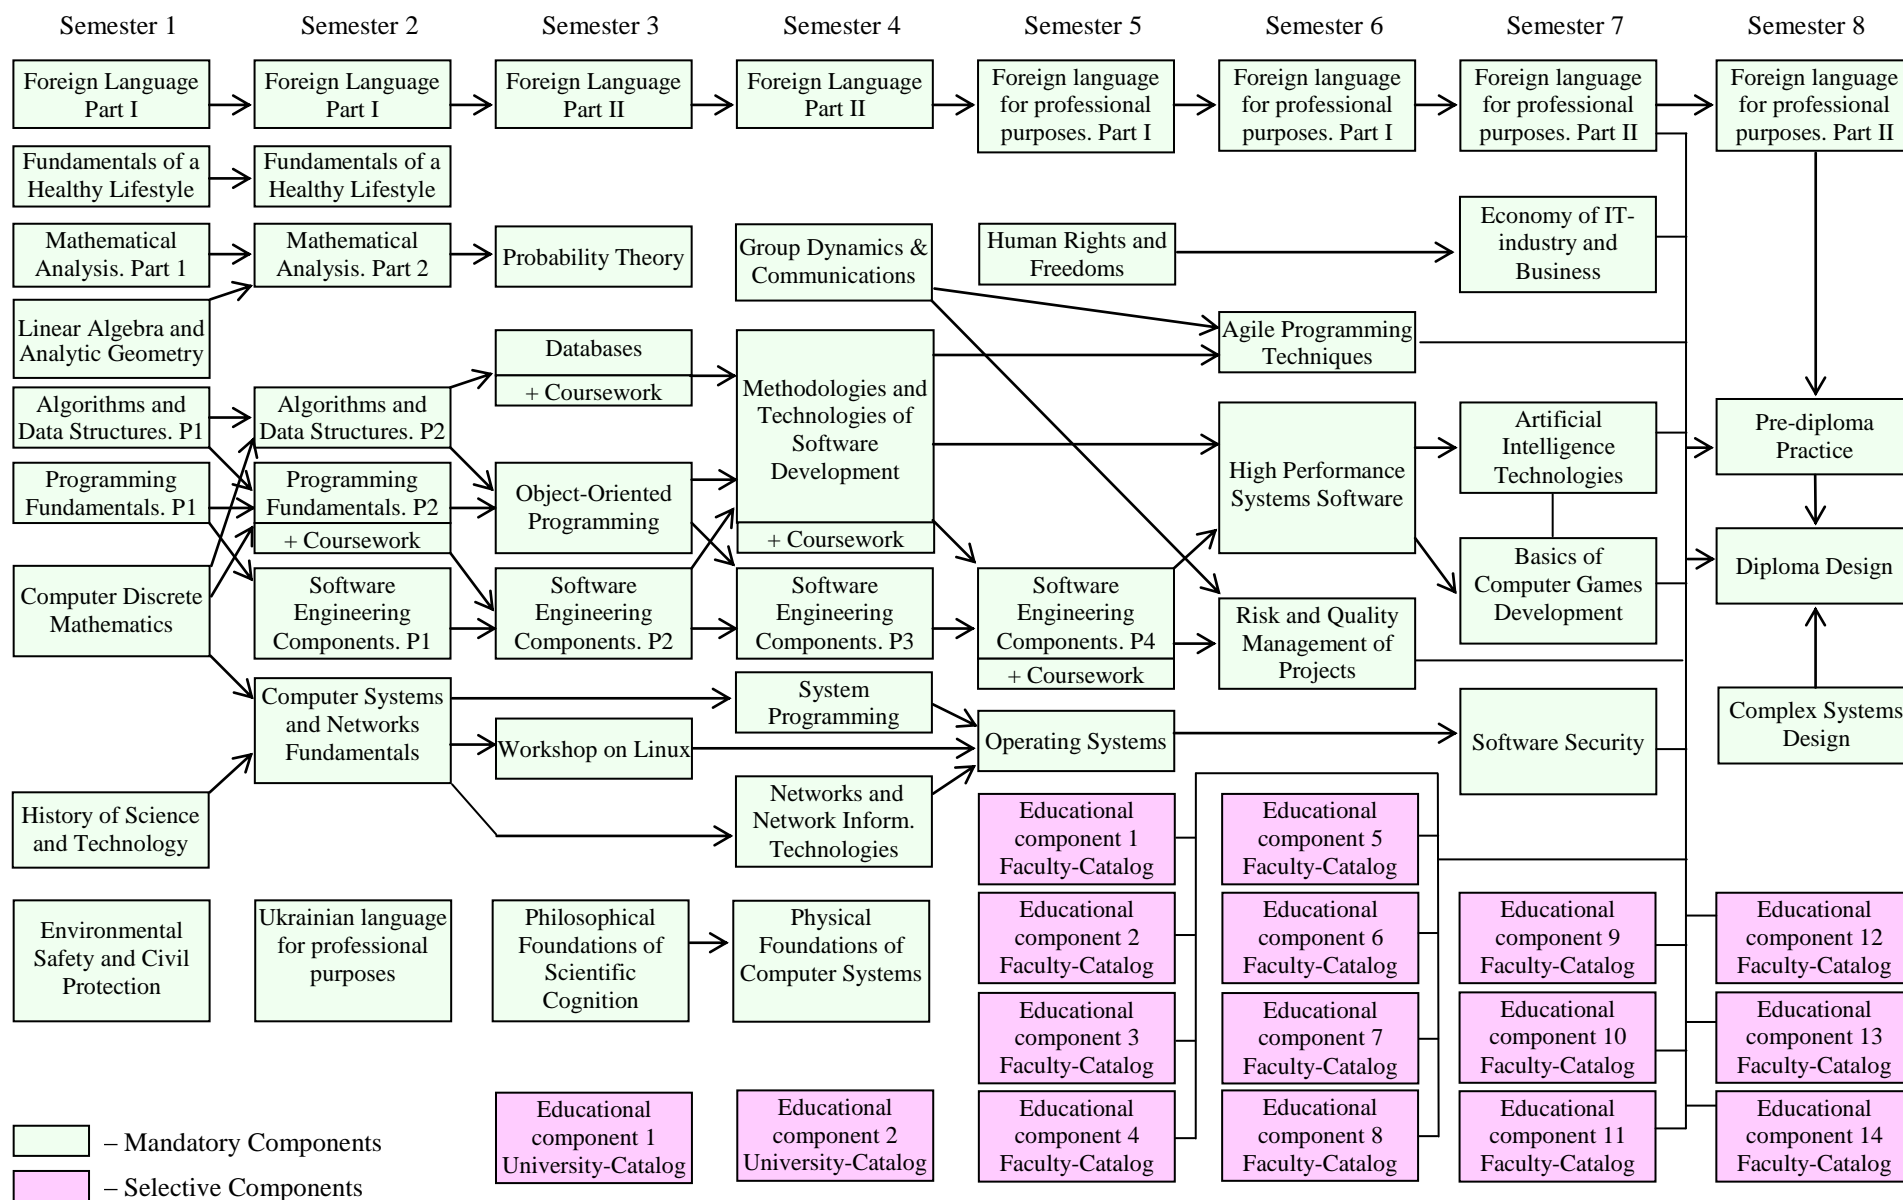 Semester 1
Semester 2
Semester 3
Semester 4
Semester 5
Semester 6
Semester 7
Semester 8
Foreign Language
Part I
Foreign Language
Part I
Foreign Language
Part II
Foreign Language
Part II
Foreign language
for professional
purposes. Part I
Foreign language
for professional
purposes. Part I
Foreign language
for professional
purposes. Part II
Foreign language
for professional
purposes. Part II
Fundamentals of a
Healthy Lifestyle
Fundamentals of a
Healthy Lifestyle
Mathematical
Analysis. Part 1
Mathematical
Analysis. Part 2
Probability Theory
Group Dynamics &
Communications
Human Rights and
Freedoms
Economy of IT-
industry and
Business
Linear Algebra and
Analytic Geometry
Databases
+ Coursework
Methodologies and
Technologies of
Software
Development
+ Coursework
Agile Programming
Techniques
Algorithms and
Data Structures. P1
Algorithms and
Data Structures. P2
High Performance
Systems Software
Artificial
Intelligence
Technologies
Pre-diploma
Practice
Programming
Fundamentals. P1
Programming
Fundamentals. P2
+ Coursework
Object-Oriented
Programming
Computer Discrete
Mathematics
Software
Engineering
Components. P1
Software
Engineering
Components. P2
Software
Engineering
Components. P3
Software
Engineering
Components. P4
+ Coursework
Risk and Quality
Management of
Projects
Basics of
Computer Games
Development
Diploma Design
Computer Systems
and Networks
Fundamentals
System
Programming
Workshop on Linux
Operating Systems
Software Security
Complex Systems
Design
History of Science
and Technology
Networks and
Network Inform.
Technologies
Educational
component 1
Faculty-Catalog
Educational
component 5
Faculty-Catalog
Environmental
Safety and Civil
Protection
Ukrainian language
for professional
purposes
Philosophical
Foundations of
Scientific
Cognition
Physical
Foundations of
Computer Systems
Educational
component 2
Faculty-Catalog
Educational
component 6
Faculty-Catalog
Educational
component 9
Faculty-Catalog
Educational
component 12
Faculty-Catalog
Educational
component 3
Faculty-Catalog
Educational
component 7
Faculty-Catalog
Educational
component 10
Faculty-Catalog
Educational
component 13
Faculty-Catalog
Educational
component 1
University-Catalog
Educational
component 2
University-Catalog
Educational
component 4
Faculty-Catalog
Educational
component 8
Faculty-Catalog
Educational
component 11
Faculty-Catalog
Educational
component 14
Faculty-Catalog
– Mandatory Components
– Selective Components